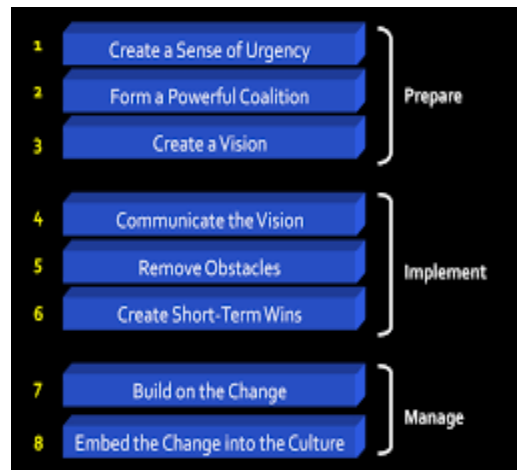 1 Create a Sense of Urgency
2 Form a Powerful Coalition
Prepare
3 Create a Vision
4 Communicate the Vision
5 Remove Obstacles
Implement
6 Create Short-Term Wins
7 Build on the Change
Manage
8 Embed the Change into the Culture